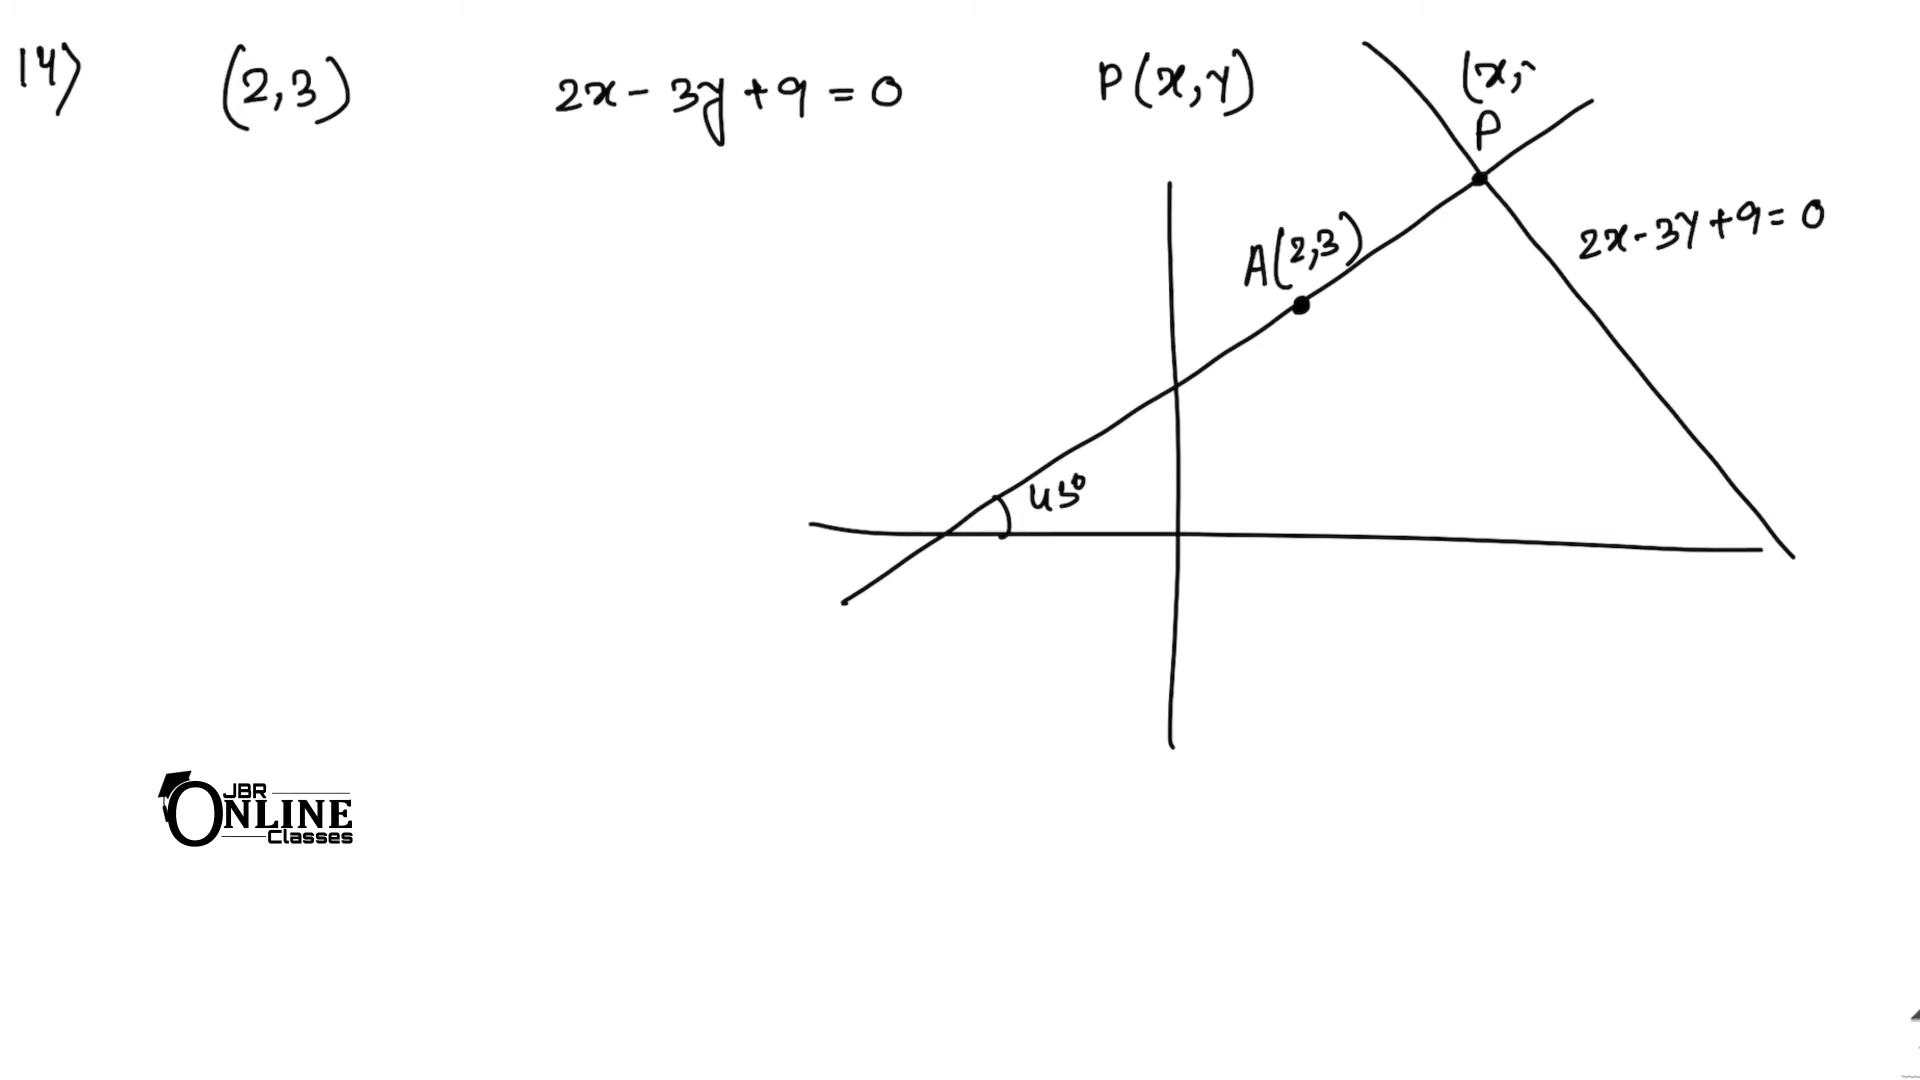 14) (2,3) 2x - 3y + 9 = 0 P(x,y)
(x,
P
2x - 3y + 9 = 0
A(2,3)
45°
JBR
ONLINE
Classes